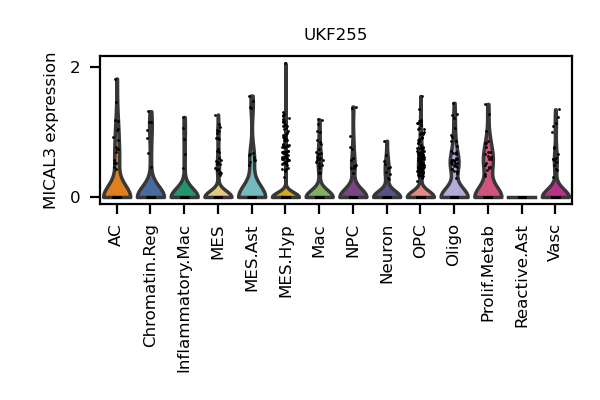 UKF255
MICAL3 expression
2
0
AC
Chromatin.Reg
Inflammatory.Mac
MES
MES.Ast
MES.Hyp
Mac
NPC
Neuron
OPC
Oligo
Prolif.Metab
Reactive.Ast
Vasc